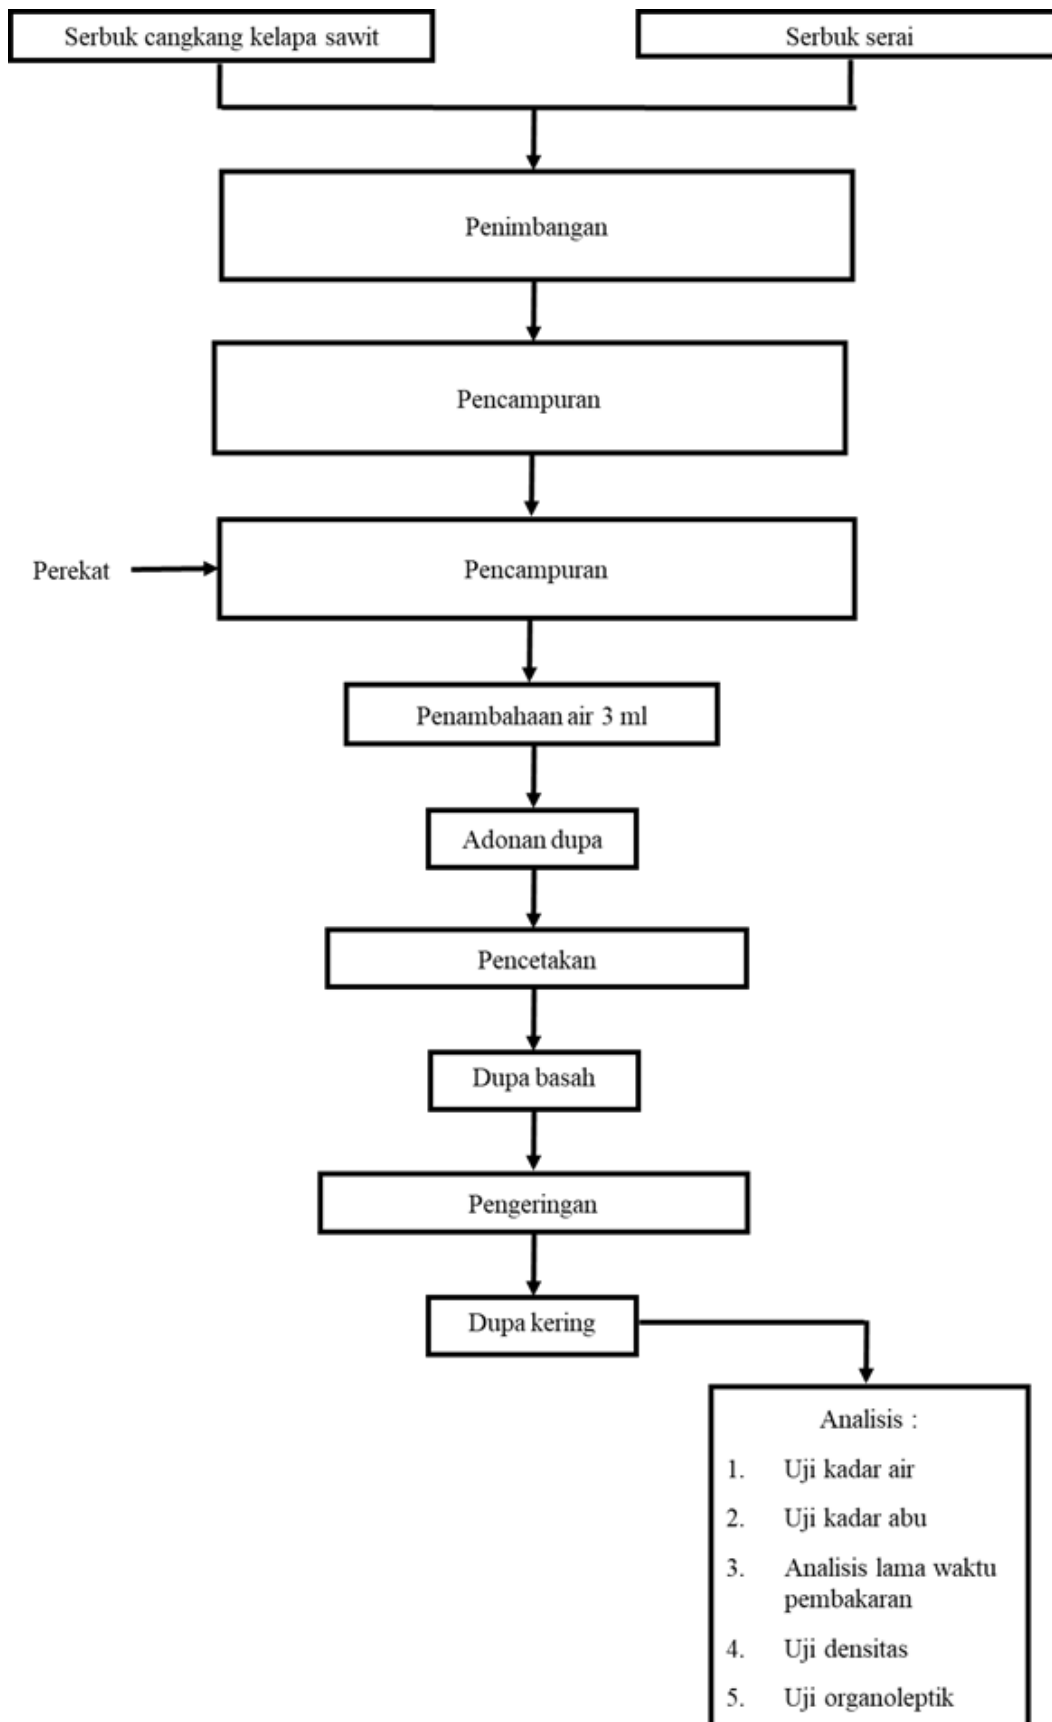 Serbuk cangkang kelapa sawit
Serbuk serai
Penimbangan
Pencampuran
Perekat
Pencampuran
Penambahaan air 3 ml
Adonan dupa
Pencetakan
Dupa basah
Pengeringan
Dupa kering
Analisis :
1. Uji kadar air
2. Uji kadar abu
3. Analisis lama waktu
pembakaran
4. Uji densitas
5. Uji organoleptik